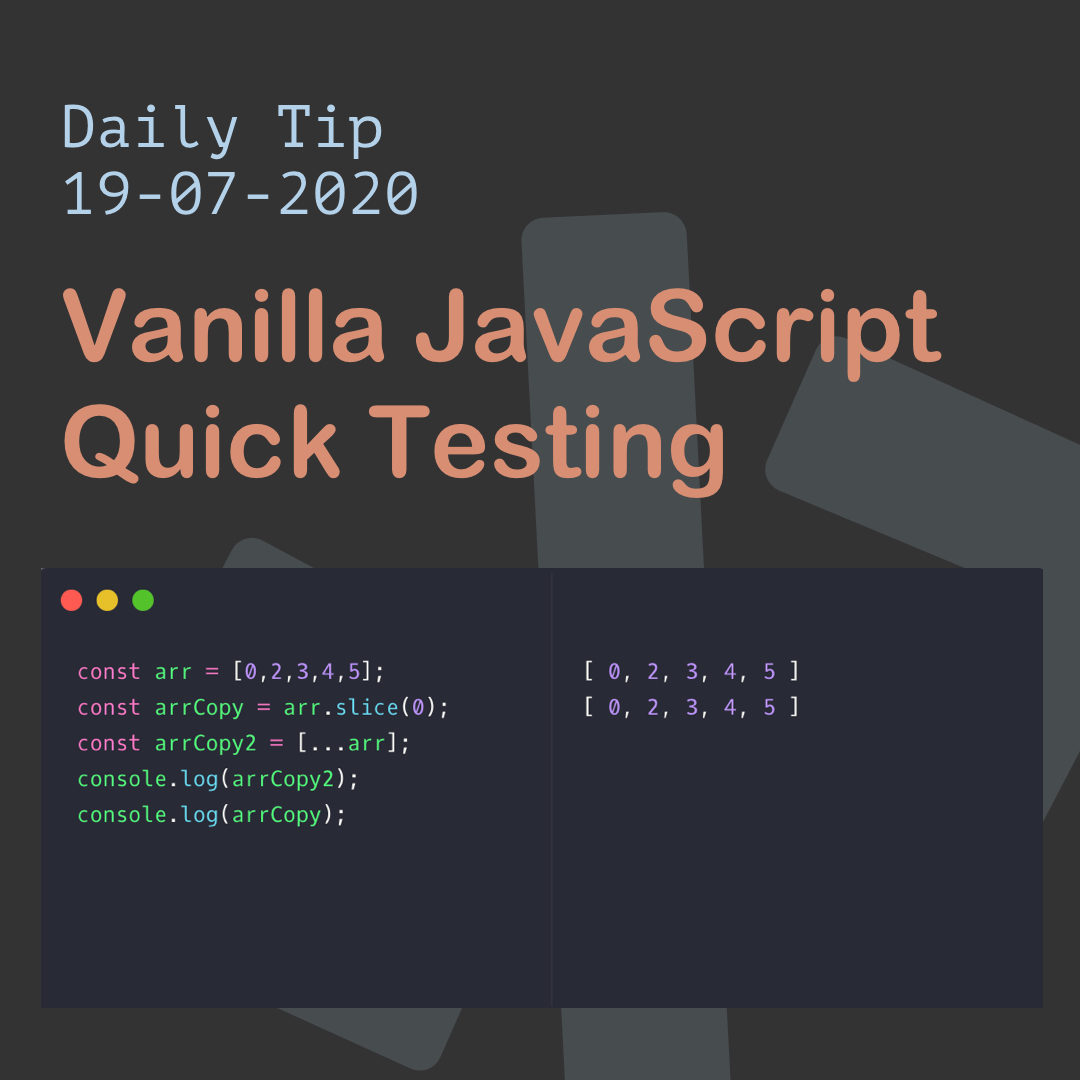 Daily Tip
19-07-2020
Vanilla JavaScript
Quick Testing
const arr = [0,2,3,4,5];
const arrCopy = arr.slice(0);
const arrCopy2 = [...arr];
console.log(arrCopy2);
console.log(arrCopy);
[ 0, 2, 3, 4, 5 ]
[ 0, 2, 3, 4, 5 ]